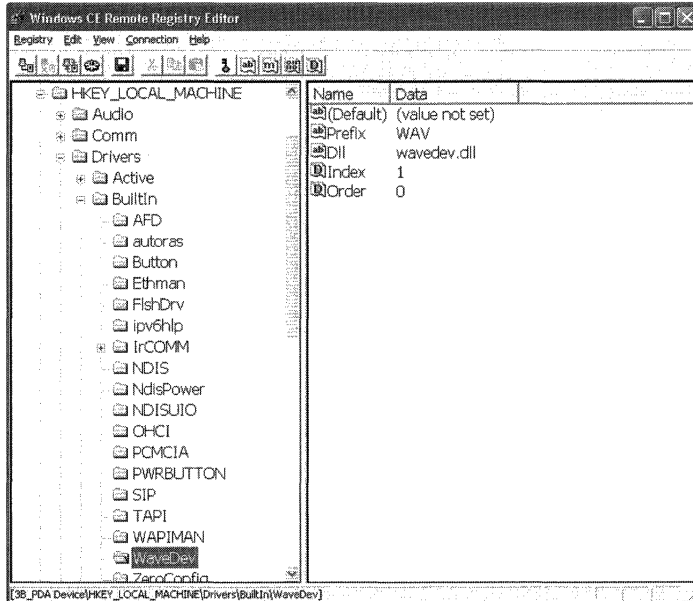 Windows CE Remote Registry Editor
Registry Edit View Connection Help
HKEY_LOCAL_MACHINE
Audio
Comm
Drivers
Active
BuiltIn
AFD
autoras
Button
Ethman
FlshDrv
ipv6hlp
IrCOMM
NDIS
NdisPower
NDISUIO
OHCI
PCMCIA
PWRBUTTON
SIP
TAPI
WAPIMAN
WaveDev
ZeroConfig
Name Data
(Default) (value not set)
Prefix WAV
Dll wavedev.dll
Index 1
Order 0
[3B_PDA Device\HKEY_LOCAL_MACHINE\Drivers\BuiltIn\WaveDev]